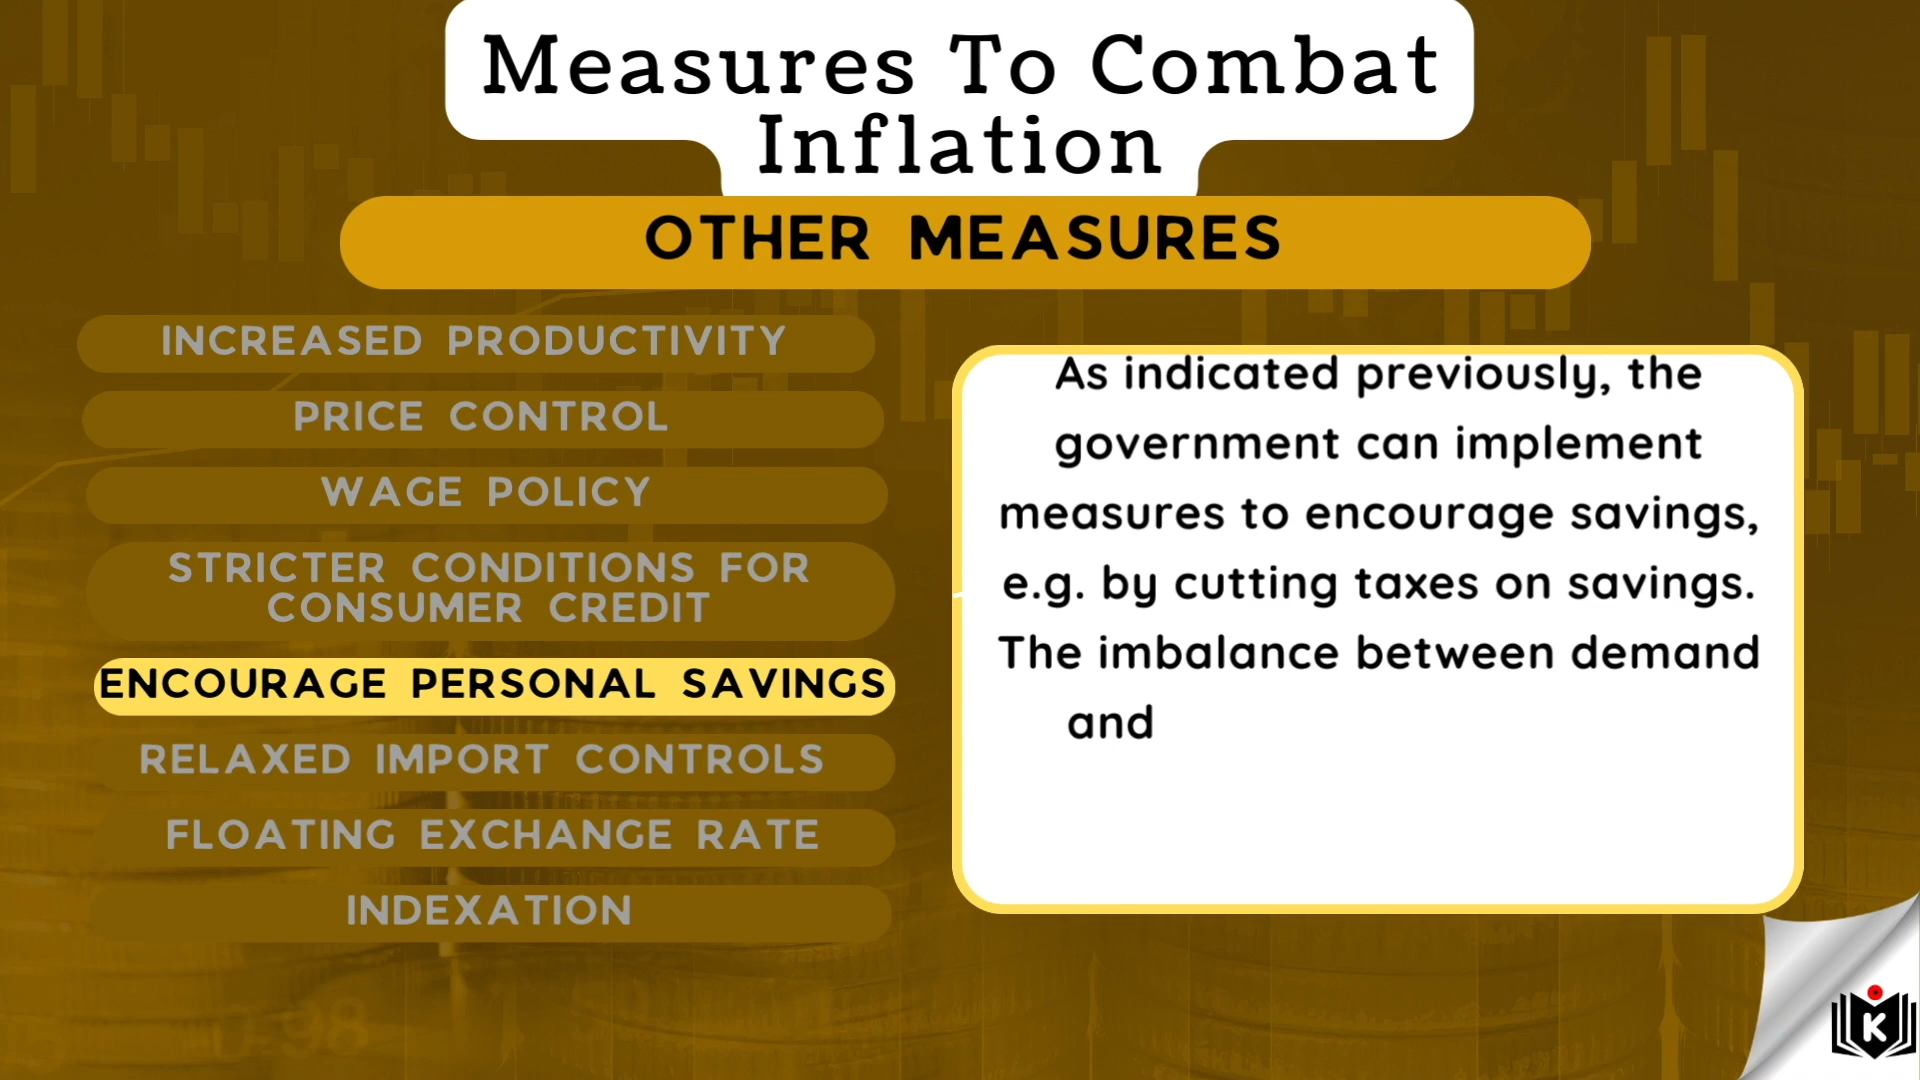 Measures To Combat
Inflation
OTHER MEASURES
INCREASED PRODUCTIVITY
PRICE CONTROL
WAGE POLICY
STRICTER CONDITIONS FOR
CONSUMER CREDIT
ENCOURAGE PERSONAL SAVINGS
RELAXED IMPORT CONTROLS
FLOATING EXCHANGE RATE
INDEXATION
As indicated previously, the
government can implement
measures to encourage savings,
e.g. by cutting taxes on savings.
The imbalance between demand
and
0.98
K